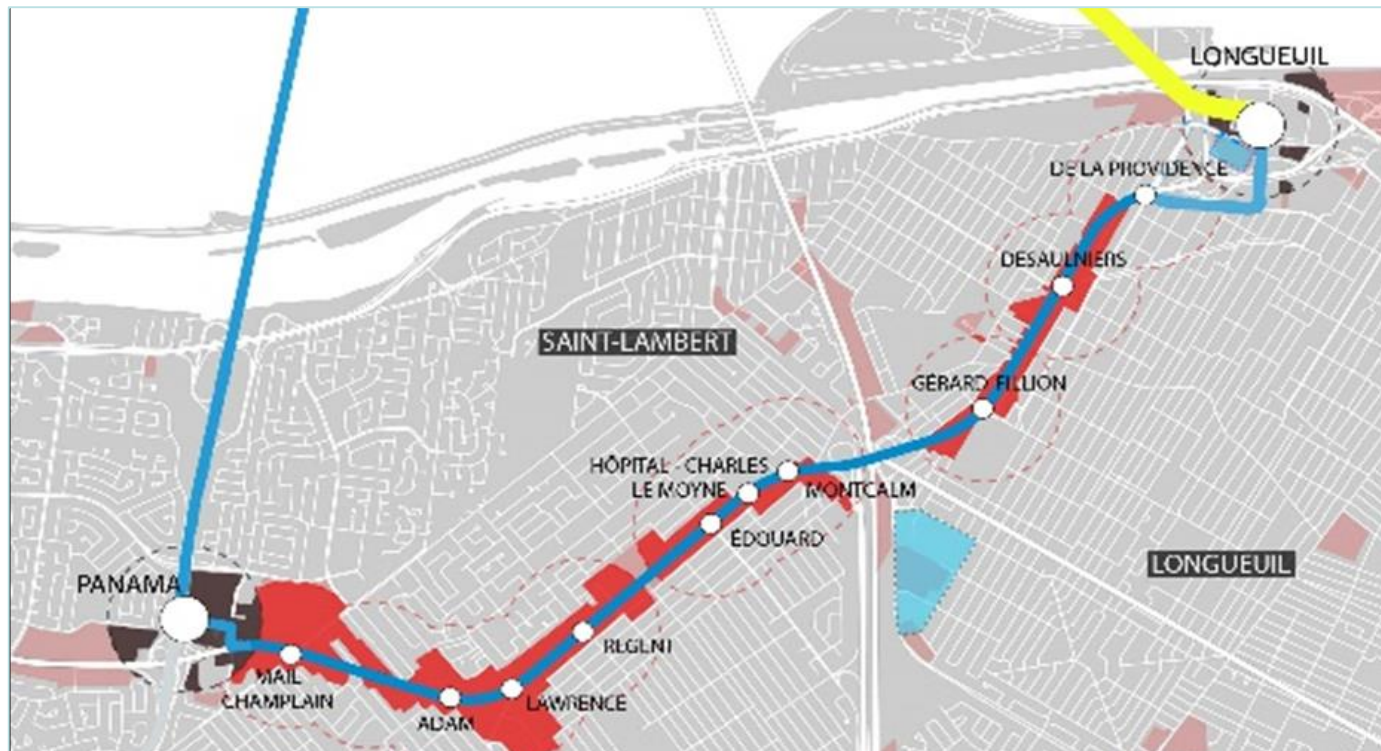 LONGUEUIL
DE LA PROVIDENCE
DESAULNIERS
SAINT-LAMBERT
GÉRARD FILLION
HÔPITAL - CHARLES
LE MOYNE
MONTCALM
ÉDOUARD
LONGUEUIL
PANAMA
REGENT
MAIL
CHAMPLAIN
LAWRENCE
ADAM